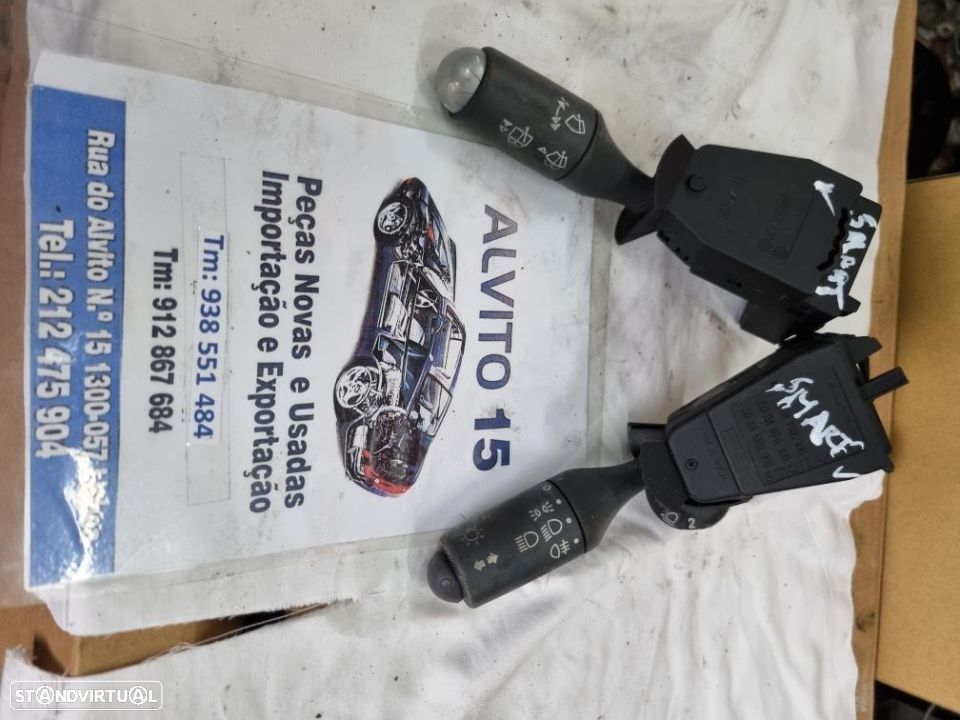 ALVITO 15
Peças Novas e Usadas
Importação e Exportação
Tm: 938 551 484
Tm: 912 867 684
Rua do Alvito N.º 15 1300-057
Tel.: 212 475 904
SMART
SMART
2
STANDVIRTUAL